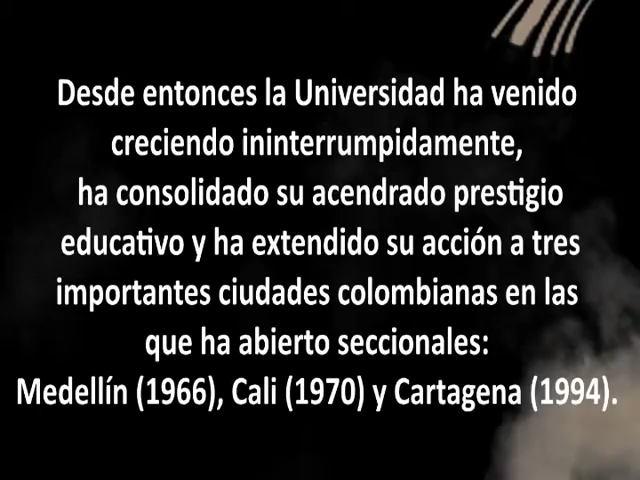 Desde entonces la Universidad ha venido
creciendo ininterrumpidamente,
ha consolidado su acendrado prestigio
educativo y ha extendido su acción a tres
importantes ciudades colombianas en las
que ha abierto seccionales:
Medellín (1966), Cali (1970) y Cartagena (1994).